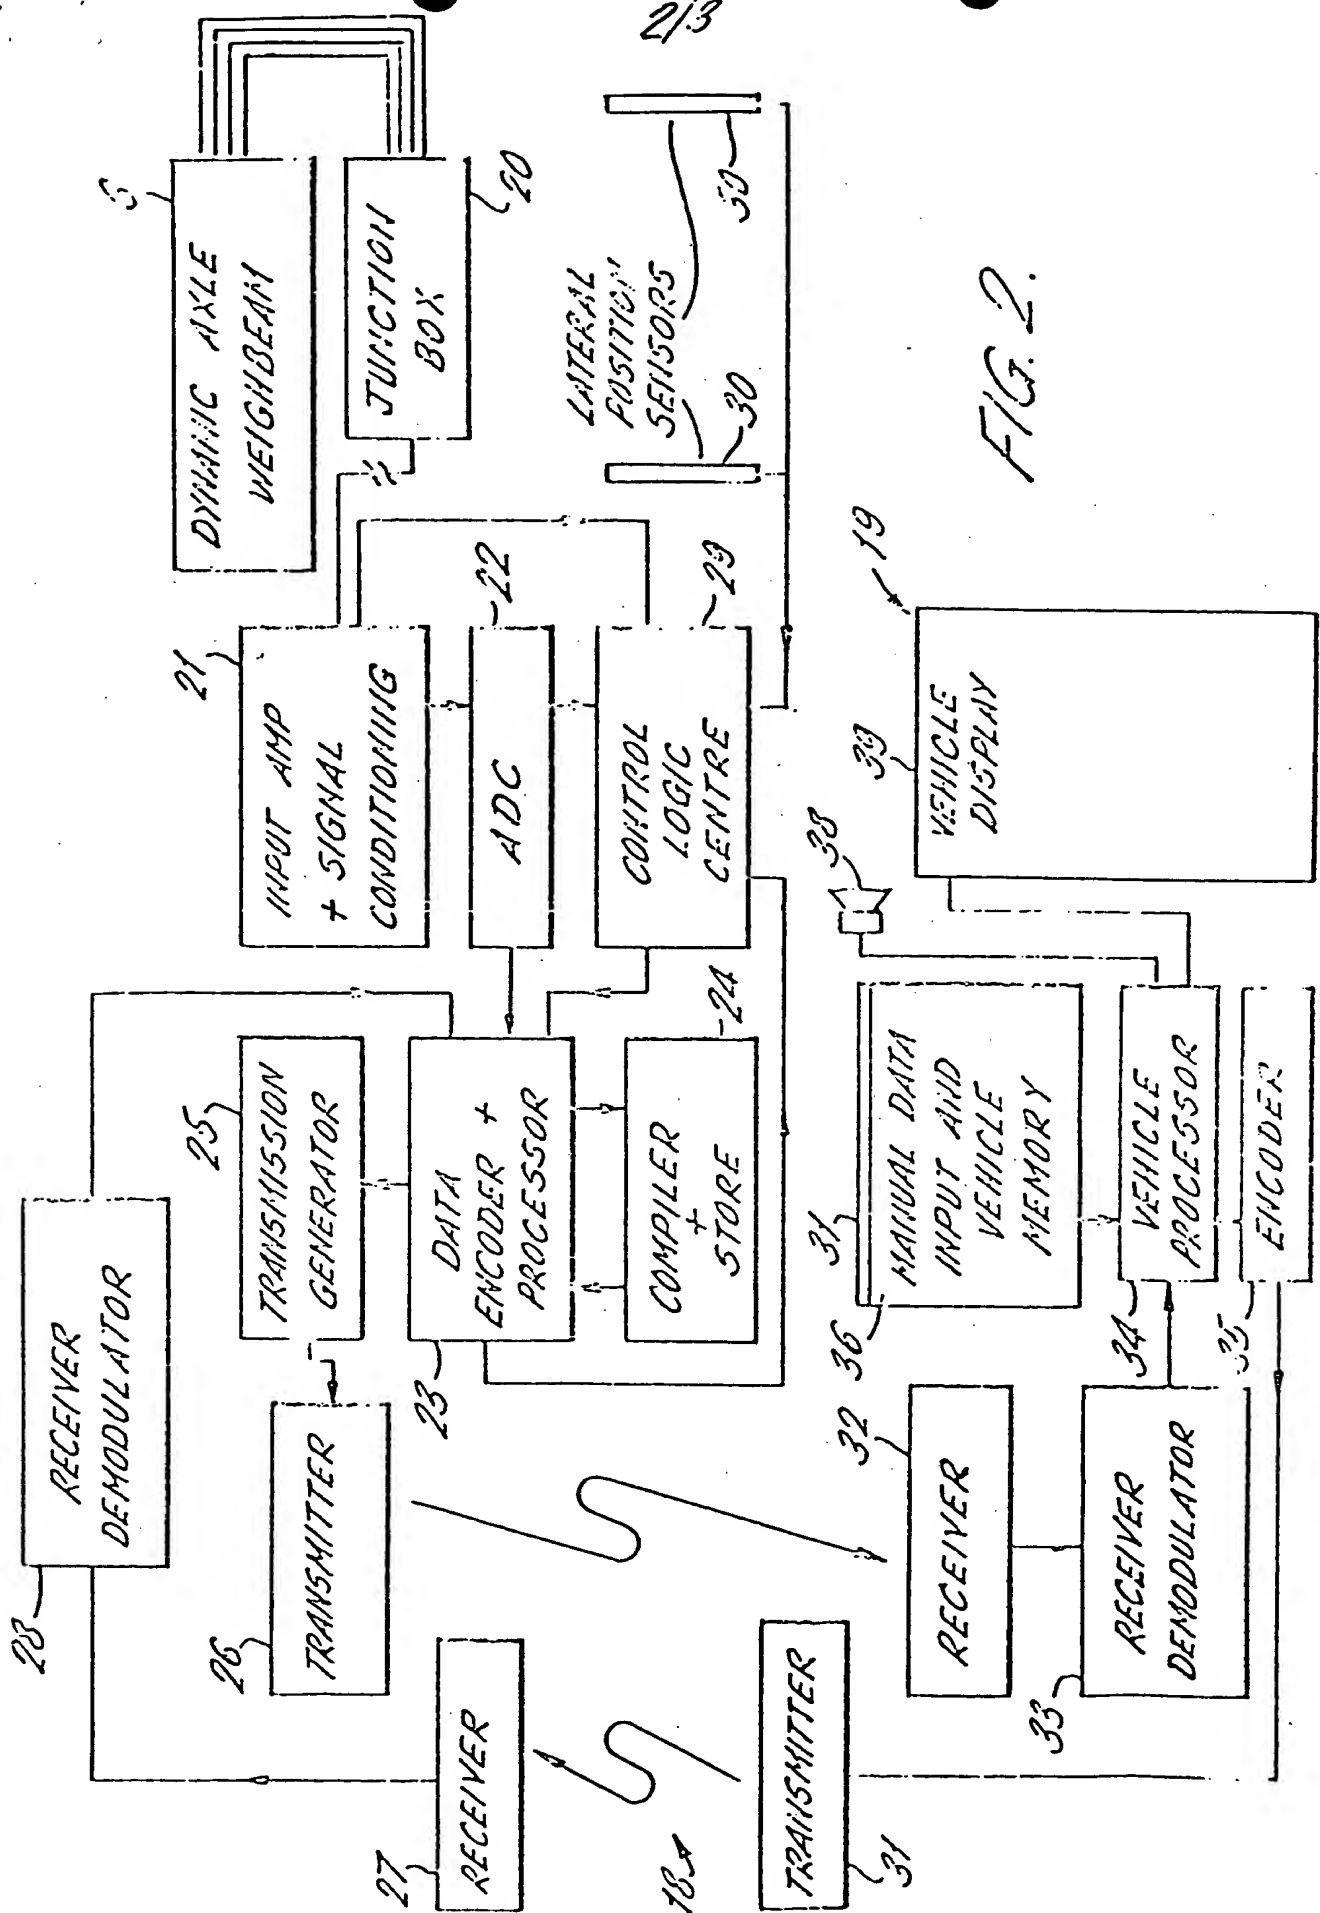 2/3
28
RECEIVER
DEMODULATOR
25
TRANSMISSION
GENERATOR
21
INPUT AMP
+ SIGNAL
CONDITIONING
DYNAMIC AXLE
WEIGHBEAM
JUNCTION
BOX
20
26
TRANSMITTER
23
DATA
ENCODER +
PROCESSOR
ADC
22
27
RECEIVER
COMPILER
+
STORE
24
CONTROL
LOGIC
CENTRE
29
LATERAL
POSITION
SENSORS
30
30
18
TRANSMITTER
31
32
RECEIVER
33
RECEIVER
DEMODULATOR
36
31
MANUAL DATA
INPUT AND
VEHICLE
MEMORY
38
34
VEHICLE
PROCESSOR
35
ENCODER
39
VEHICLE
DISPLAY
19
FIG. 2.